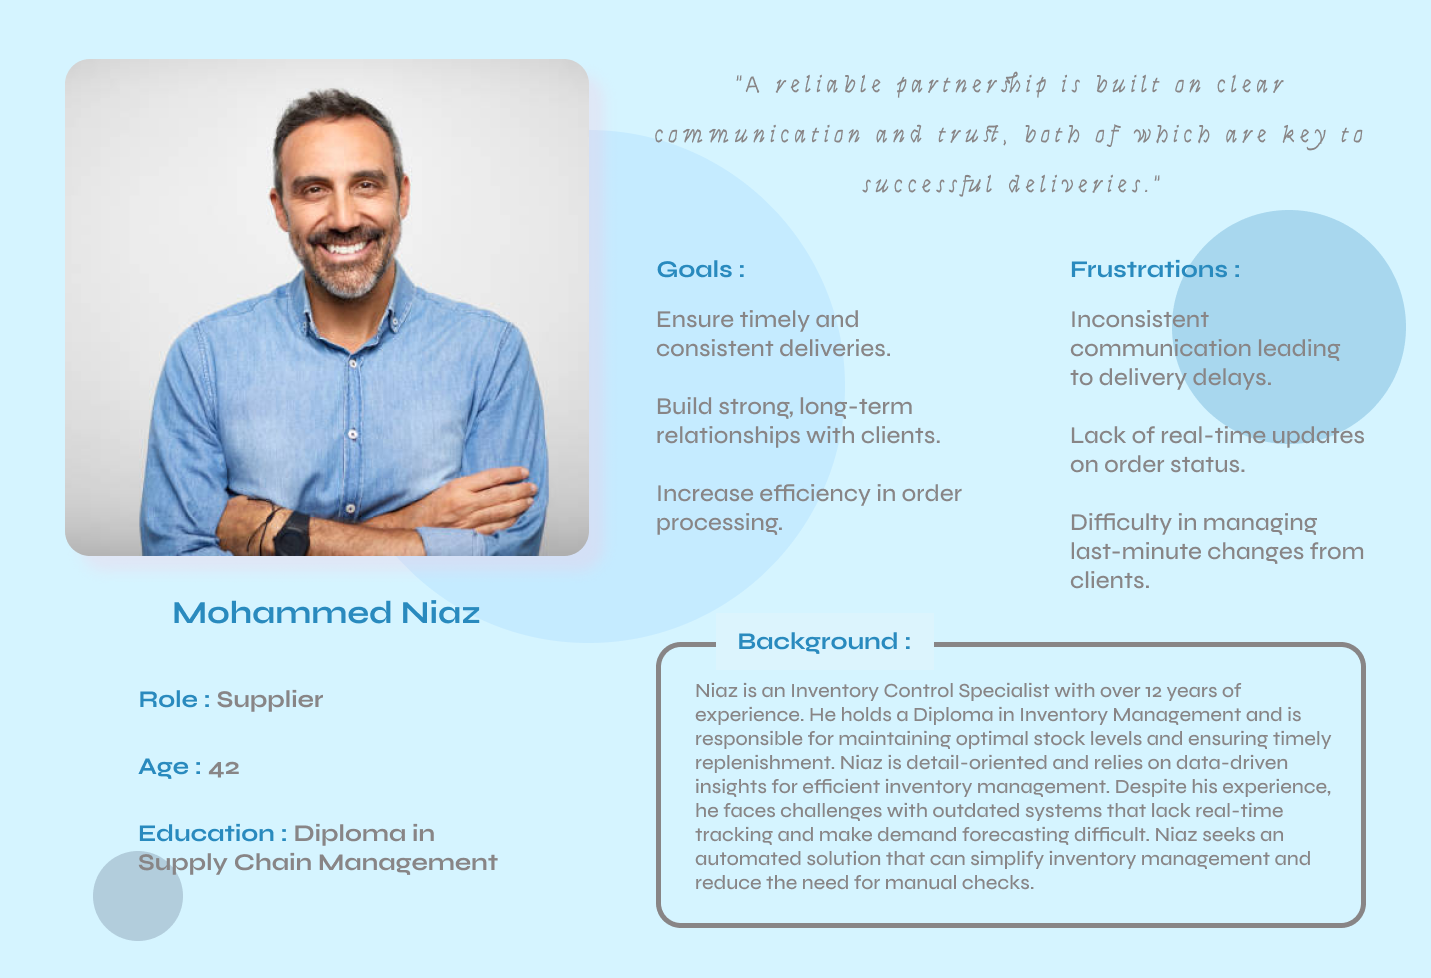 "A reliable partnership is built on clear
communication and trust, both of which are key to
successful deliveries."
Mohammed Niaz
Role : Supplier
Age : 42
Education : Diploma in
Supply Chain Management
Goals :
Ensure timely and
consistent deliveries.
Build strong, long-term
relationships with clients.
Increase efficiency in order
processing.
Frustrations :
Inconsistent
communication leading
to delivery delays.
Lack of real-time updates
on order status.
Difficulty in managing
last-minute changes from
clients.
Background :
Niaz is an Inventory Control Specialist with over 12 years of
experience. He holds a Diploma in Inventory Management and is
responsible for maintaining optimal stock levels and ensuring timely
replenishment. Niaz is detail-oriented and relies on data-driven
insights for efficient inventory management. Despite his experience,
he faces challenges with outdated systems that lack real-time
tracking and make demand forecasting difficult. Niaz seeks an
automated solution that can simplify inventory management and
reduce the need for manual checks.